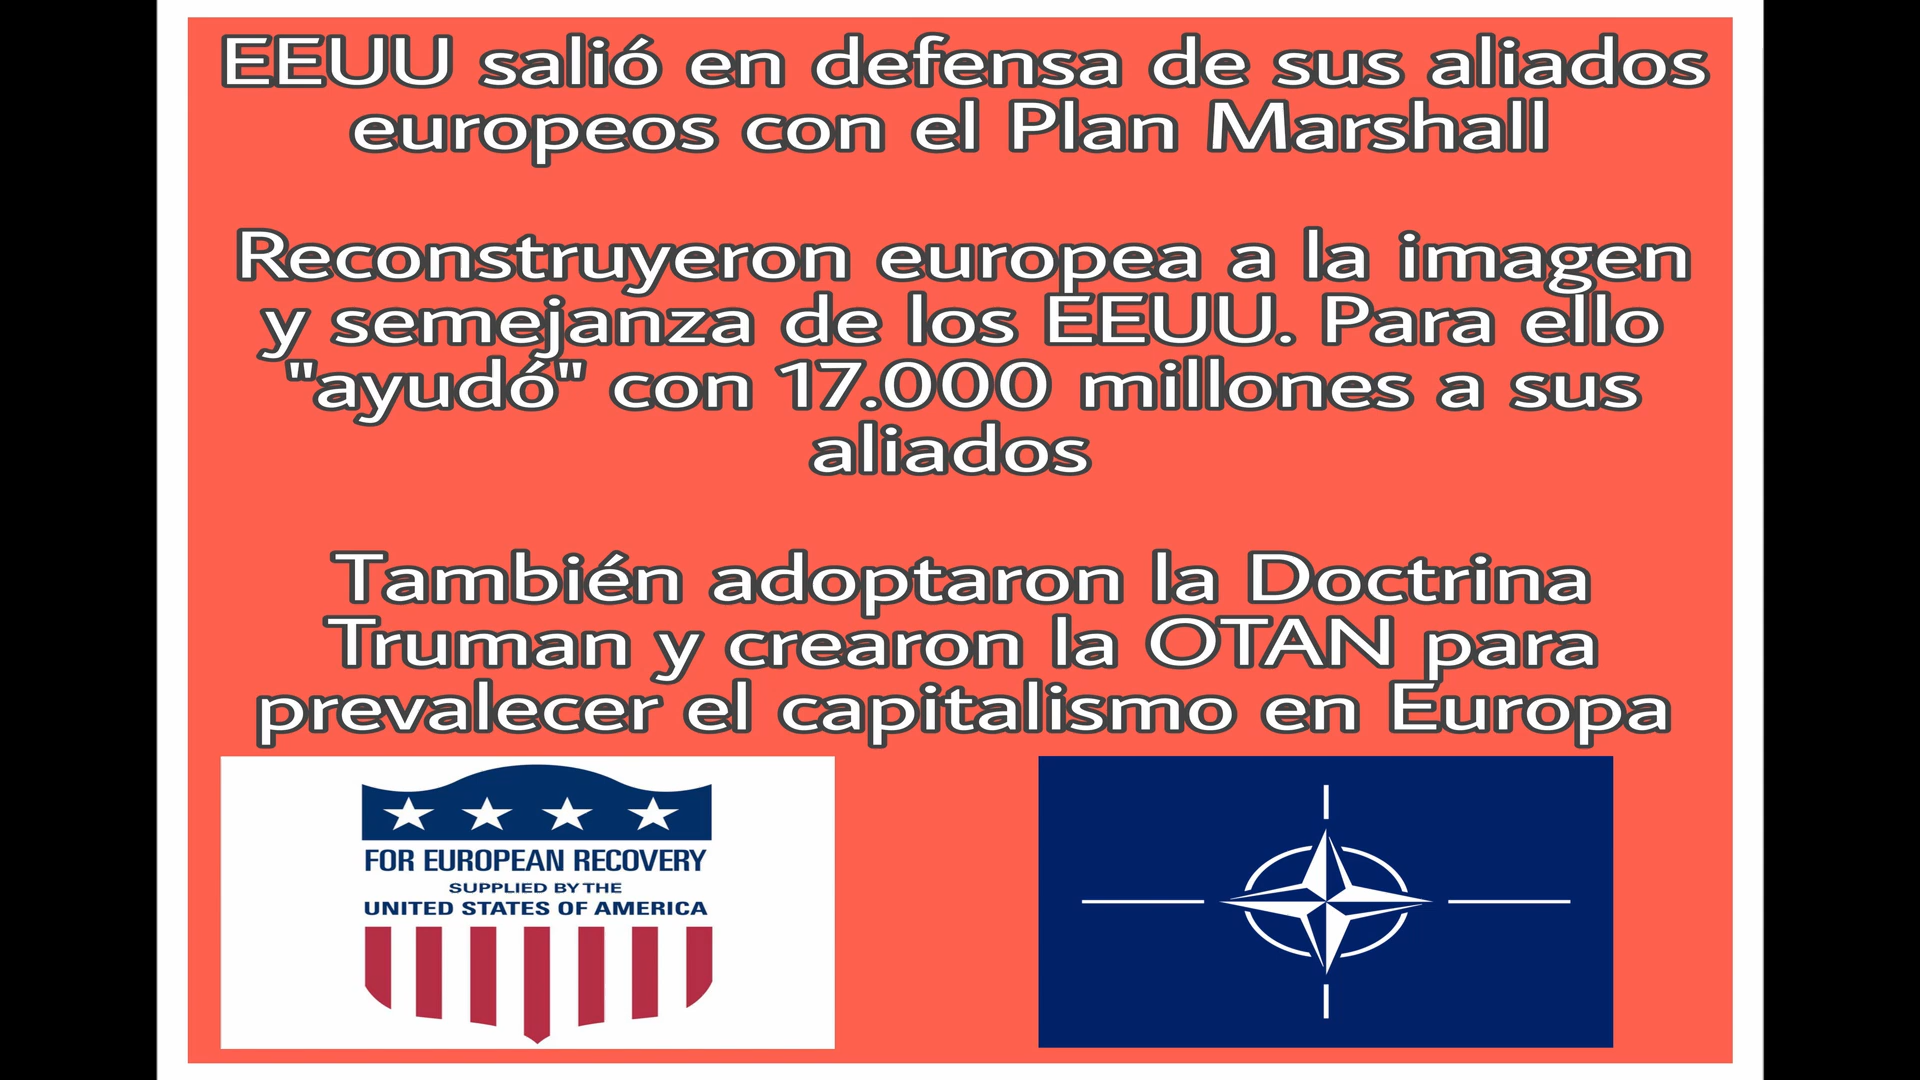 EEUU salió en defensa de sus aliados
europeos con el Plan Marshall
Reconstruyeron europea a la imagen
y semejanza de los EEUU. Para ello
"ayudó" con 17.000 millones a sus
aliados
También adoptaron la Doctrina
Truman y crearon la OTAN para
prevalecer el capitalismo en Europa
FOR EUROPEAN RECOVERY
SUPPLIED BY THE
UNITED STATES OF AMERICA